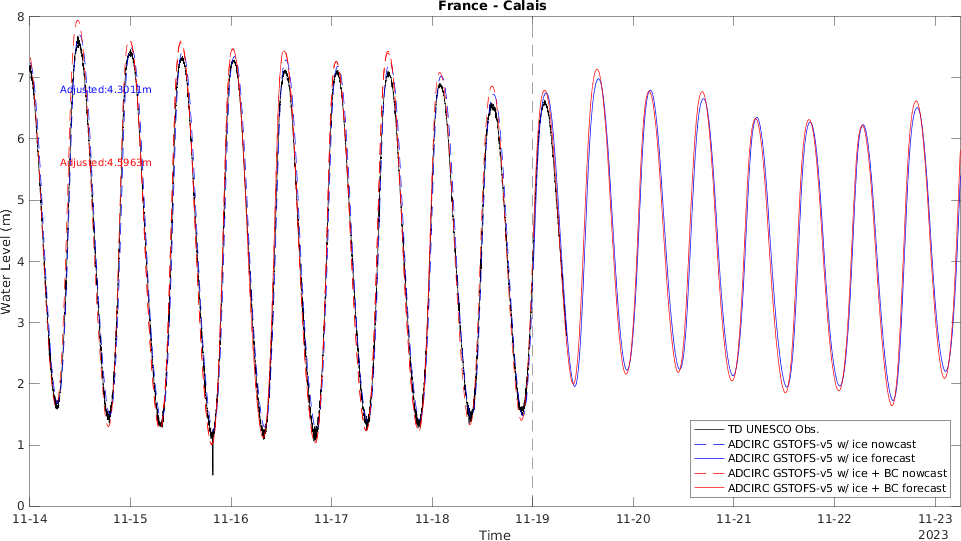 France - Calais
Water Level (m)
8
7
6
5
4
3
2
1
0
Adjusted:4.3011m
Adjusted:4.5963m
TD UNESCO Obs.
ADCIRC GSTOFS-v5 w/ ice nowcast
ADCIRC GSTOFS-v5 w/ ice forecast
ADCIRC GSTOFS-v5 w/ ice + BC nowcast
ADCIRC GSTOFS-v5 w/ ice + BC forecast
11-14 11-15 11-16 11-17 11-18 11-19 11-20 11-21 11-22 11-23
2023
Time